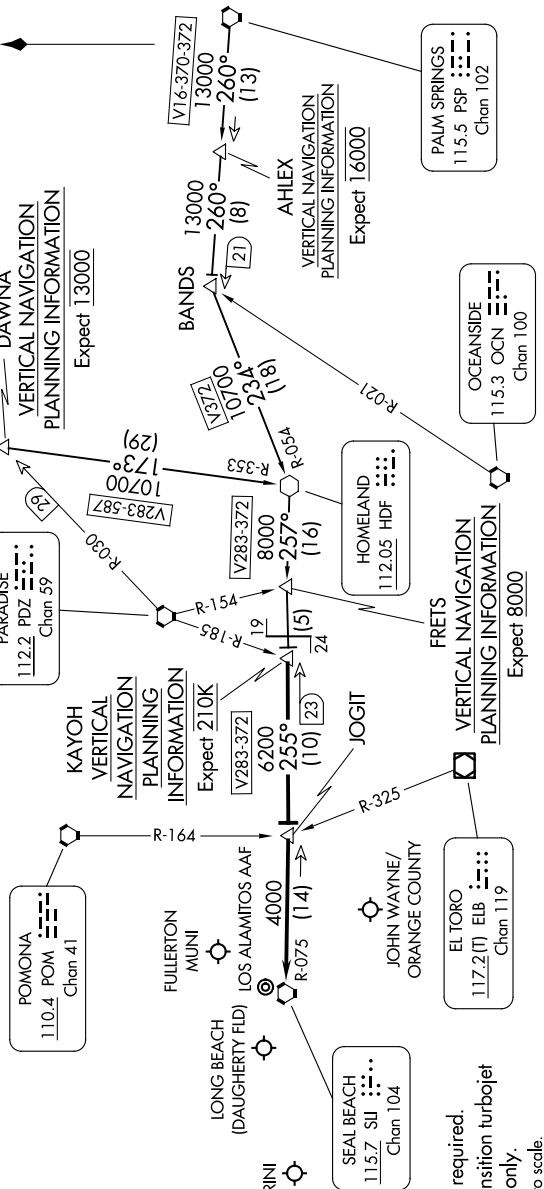 DAWNA
VERTICAL NAVIGATION
PLANNING INFORMATION
Expect 13000
V16-370-372
13000
260°
(13)
PALM SPRINGS
115.5 PSP
Chan 102
13000
260°
(8)
AHLEX
VERTICAL NAVIGATION
PLANNING INFORMATION
Expect 16000
BANDS
21
V372
10700
234°
(18)
R-054
R-021
OCEANSIDE
115.3 OCN
Chan 100
(29)
173°
10700
V283-587
R-353
29
R-030
PARADISE
112.2 PDZ
Chan 59
R-154
R-185
V283-372
8000
257°
(16)
HOMELAND
112.05 HDF
FRETS
VERTICAL NAVIGATION
PLANNING INFORMATION
Expect 8000
19
24
(5)
KAYOH
VERTICAL
NAVIGATION
PLANNING
INFORMATION
Expect 210K
V283-372
6200
255°
(10)
23
JOGIT
POMONA
110.4 POM
Chan 41
R-164
R-325
EL TORO
117.2(T) ELB
Chan 119
4000
(14)
R-075
FULLERTON
MUNI
LOS ALAMITOS AAF
JOHN WAYNE/
ORANGE COUNTY
LONG BEACH
(DAUGHERTY FLD)
SEAL BEACH
115.7 SLI
Chan 104
RINI
required.
nsition turbojet
only.
o scale.